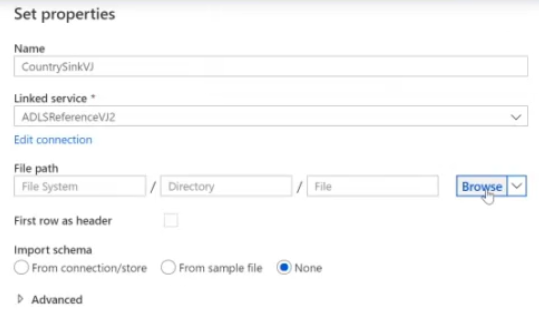 Set properties
Name
CountrySinkVJ
Linked service *
ADLSReferenceVJ2
Edit connection
File path
File System / Directory / File Browse
First row as header
Import schema
From connection/store From sample file None
Advanced